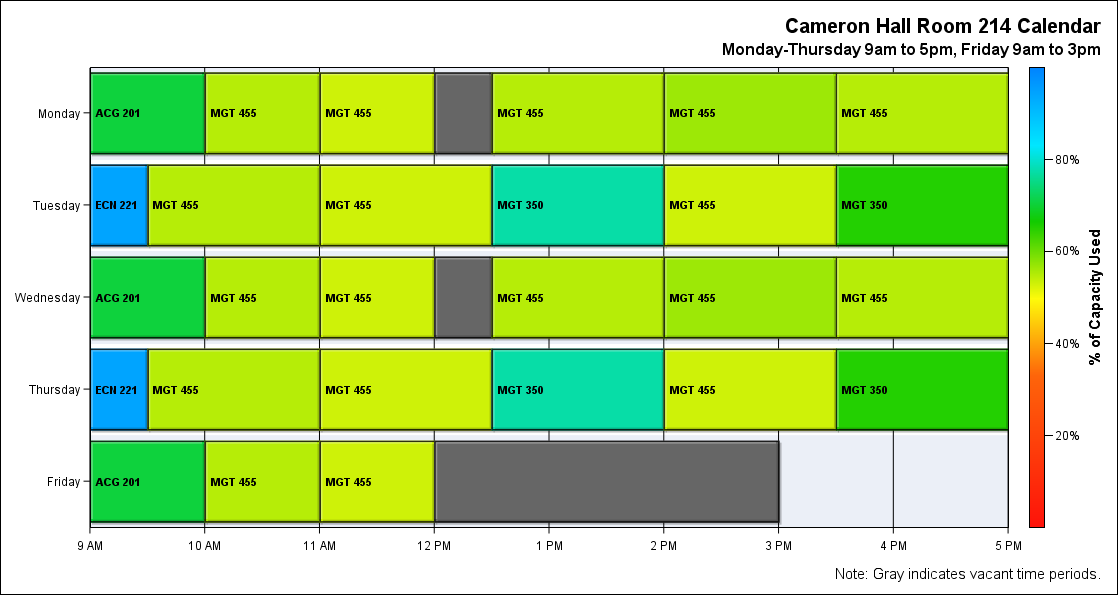 Cameron Hall Room 214 Calendar
Monday-Thursday 9am to 5pm, Friday 9am to 3pm
Monday
ACG 201
MGT 455
MGT 455
MGT 455
MGT 455
MGT 455
Tuesday
ECN 221
MGT 455
MGT 455
MGT 350
MGT 455
MGT 350
Wednesday
ACG 201
MGT 455
MGT 455
MGT 455
MGT 455
MGT 455
Thursday
ECN 221
MGT 455
MGT 455
MGT 350
MGT 455
MGT 350
Friday
ACG 201
MGT 455
MGT 455
9 AM
10 AM
11 AM
12 PM
1 PM
2 PM
3 PM
4 PM
5 PM
80%
60%
40%
20%
% of Capacity Used
Note: Gray indicates vacant time periods.